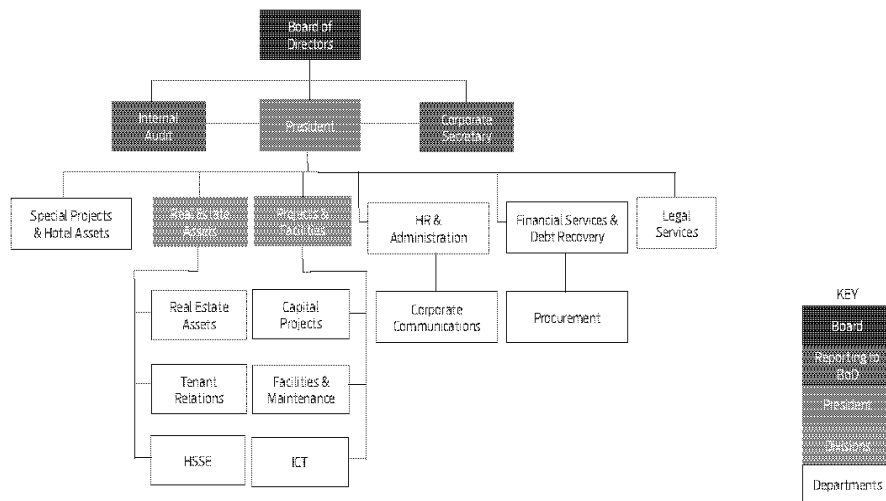 Board of
Directors
Internal
Audit
President
Corporate
Secretary
Special Projects
& Hotel Assets
Real Estate
Assets
Projects &
Facilities
HR &
Administration
Financial Services &
Debt Recovery
Legal
Services
Real Estate
Assets
Capital
Projects
Corporate
Communications
Procurement
Tenant
Relations
Facilities &
Maintenance
HSSE
ICT
KEY
Board
Reporting to
BoD
President
Divisions
Departments